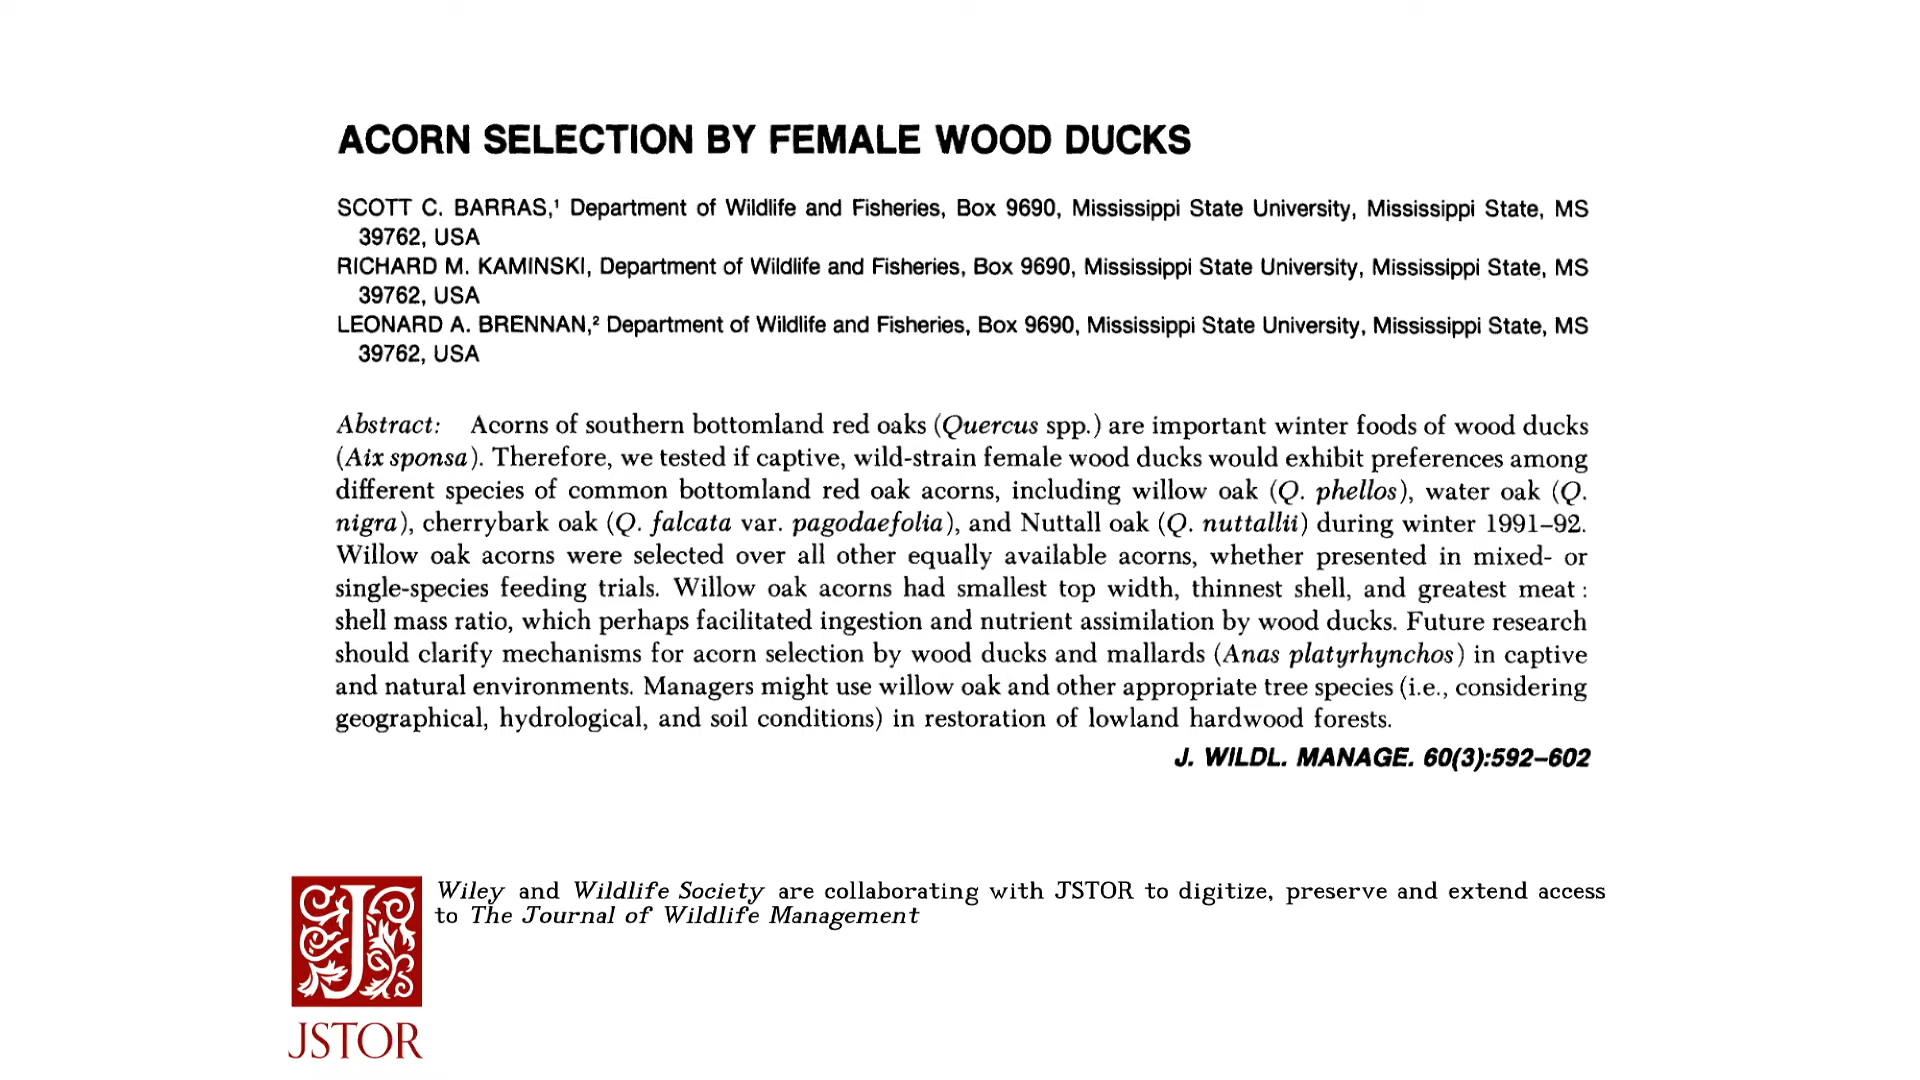 ACORN SELECTION BY FEMALE WOOD DUCKS
SCOTT C. BARRAS,¹ Department of Wildlife and Fisheries, Box 9690, Mississippi State University, Mississippi State, MS
39762, USA
RICHARD M. KAMINSKI, Department of Wildlife and Fisheries, Box 9690, Mississippi State University, Mississippi State, MS
39762, USA
LEONARD A. BRENNAN,² Department of Wildlife and Fisheries, Box 9690, Mississippi State University, Mississippi State, MS
39762, USA
Abstract: Acorns of southern bottomland red oaks (Quercus spp.) are important winter foods of wood ducks
(Aix sponsa). Therefore, we tested if captive, wild-strain female wood ducks would exhibit preferences among
different species of common bottomland red oak acorns, including willow oak (Q. phellos), water oak (Q.
nigra), cherrybark oak (Q. falcata var. pagodaefolia), and Nuttall oak (Q. nuttallii) during winter 1991–92.
Willow oak acorns were selected over all other equally available acorns, whether presented in mixed- or
single-species feeding trials. Willow oak acorns had smallest top width, thinnest shell, and greatest meat :
shell mass ratio, which perhaps facilitated ingestion and nutrient assimilation by wood ducks. Future research
should clarify mechanisms for acorn selection by wood ducks and mallards (Anas platyrhynchos) in captive
and natural environments. Managers might use willow oak and other appropriate tree species (i.e., considering
geographical, hydrological, and soil conditions) in restoration of lowland hardwood forests.
J. WILDL. MANAGE. 60(3):592–602
Wiley and Wildlife Society are collaborating with JSTOR to digitize, preserve and extend access
to The Journal of Wildlife Management
J
JSTOR